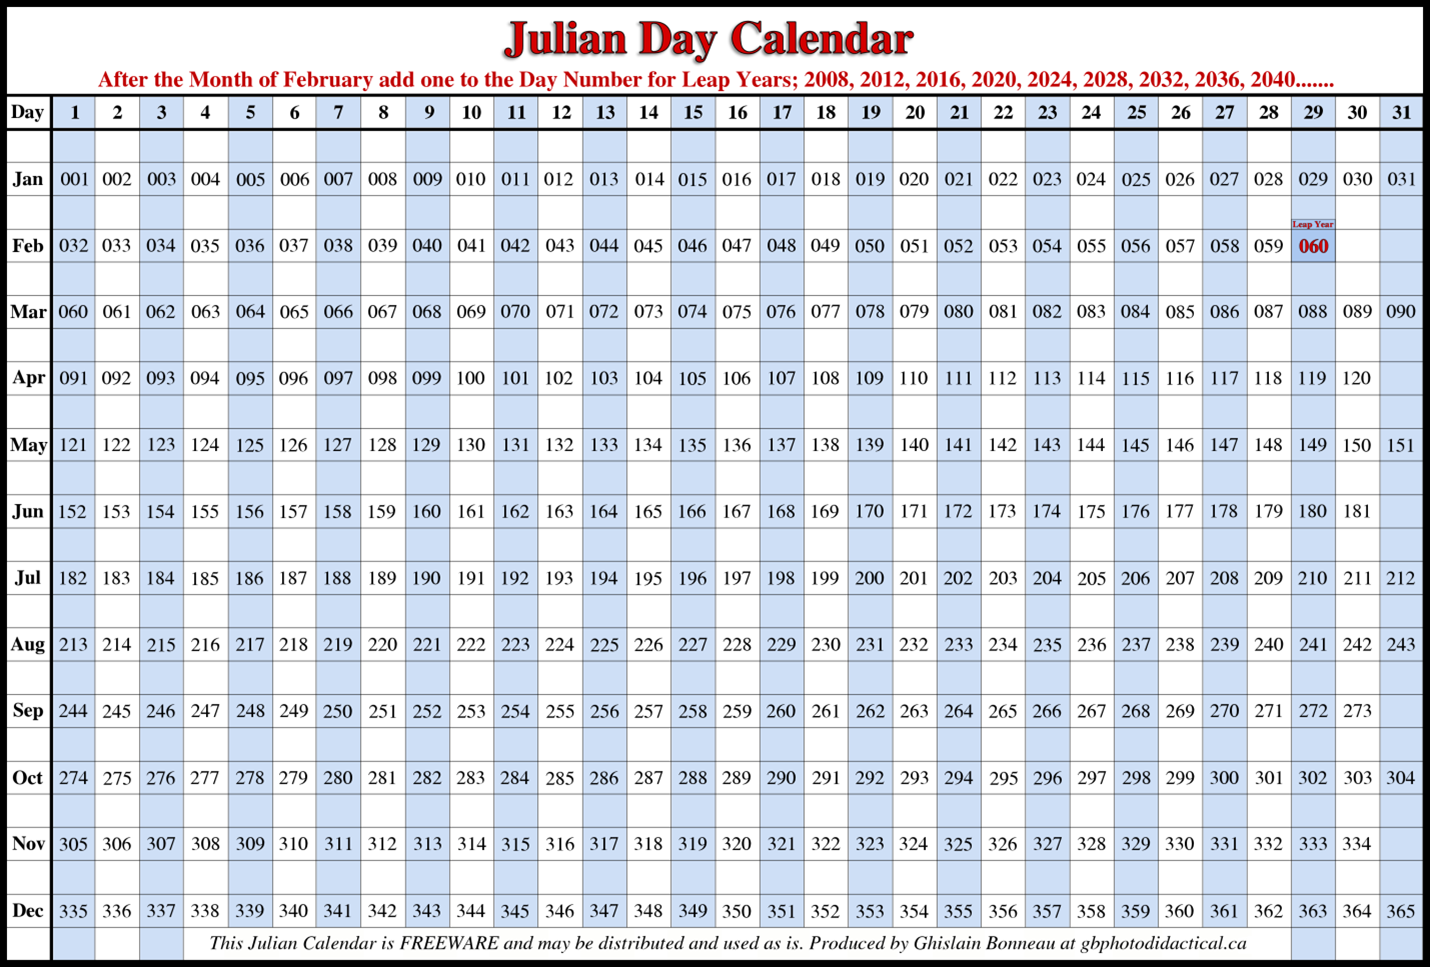 Julian Day Calendar
After the Month of February add one to the Day Number for Leap Years; 2008, 2012, 2016, 2020, 2024, 2028, 2032, 2036, 2040.......
Day 1 2 3 4 5 6 7 8 9 10 11 12 13 14 15 16 17 18 19 20 21 22 23 24 25 26 27 28 29 30 31
Jan 001 002 003 004 005 006 007 008 009 010 011 012 013 014 015 016 017 018 019 020 021 022 023 024 025 026 027 028 029 030 031
Leap Year
Feb 032 033 034 035 036 037 038 039 040 041 042 043 044 045 046 047 048 049 050 051 052 053 054 055 056 057 058 059 060
Mar 060 061 062 063 064 065 066 067 068 069 070 071 072 073 074 075 076 077 078 079 080 081 082 083 084 085 086 087 088 089 090
Apr 091 092 093 094 095 096 097 098 099 100 101 102 103 104 105 106 107 108 109 110 111 112 113 114 115 116 117 118 119 120
May 121 122 123 124 125 126 127 128 129 130 131 132 133 134 135 136 137 138 139 140 141 142 143 144 145 146 147 148 149 150 151
Jun 152 153 154 155 156 157 158 159 160 161 162 163 164 165 166 167 168 169 170 171 172 173 174 175 176 177 178 179 180 181
Jul 182 183 184 185 186 187 188 189 190 191 192 193 194 195 196 197 198 199 200 201 202 203 204 205 206 207 208 209 210 211 212
Aug 213 214 215 216 217 218 219 220 221 222 223 224 225 226 227 228 229 230 231 232 233 234 235 236 237 238 239 240 241 242 243
Sep 244 245 246 247 248 249 250 251 252 253 254 255 256 257 258 259 260 261 262 263 264 265 266 267 268 269 270 271 272 273
Oct 274 275 276 277 278 279 280 281 282 283 284 285 286 287 288 289 290 291 292 293 294 295 296 297 298 299 300 301 302 303 304
Nov 305 306 307 308 309 310 311 312 313 314 315 316 317 318 319 320 321 322 323 324 325 326 327 328 329 330 331 332 333 334
Dec 335 336 337 338 339 340 341 342 343 344 345 346 347 348 349 350 351 352 353 354 355 356 357 358 359 360 361 362 363 364 365
This Julian Calendar is FREEWARE and may be distributed and used as is. Produced by Ghislain Bonneau at gbphotodidactical.ca